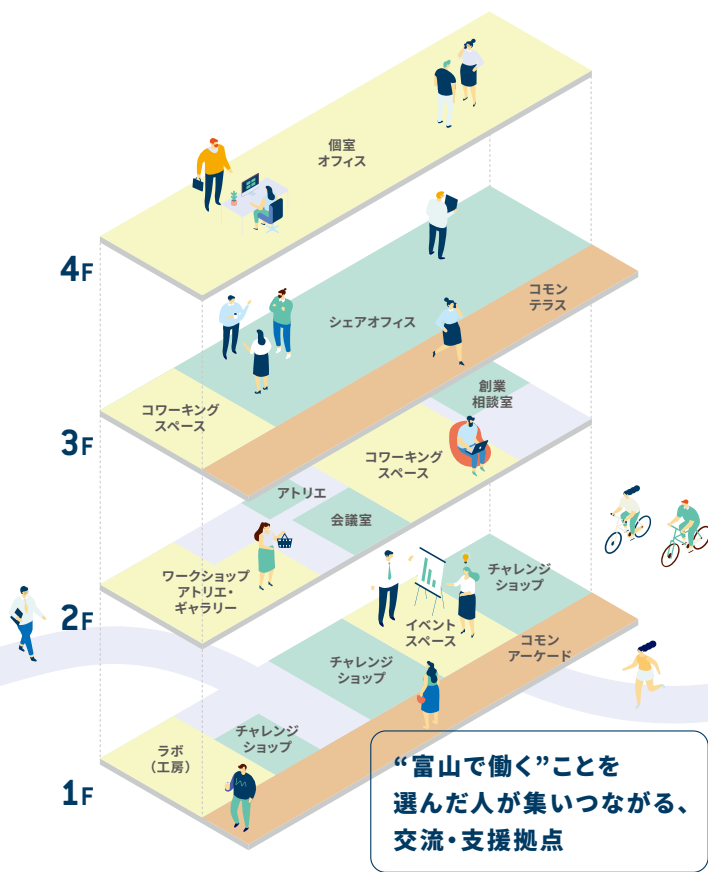 個室
オフィス
4F
シェアオフィス
コモン
テラス
コワーキング
スペース
3F
創業
相談室
コワーキング
スペース
アトリエ
会議室
ワークショップ
アトリエ・
ギャラリー
2F
チャレンジ
ショップ
イベント
スペース
コモン
アーケード
チャレンジ
ショップ
チャレンジ
ショップ
ラボ
(工房)
1F
“富山で働く”ことを
選んだ人が集いつながる、
交流・支援拠点